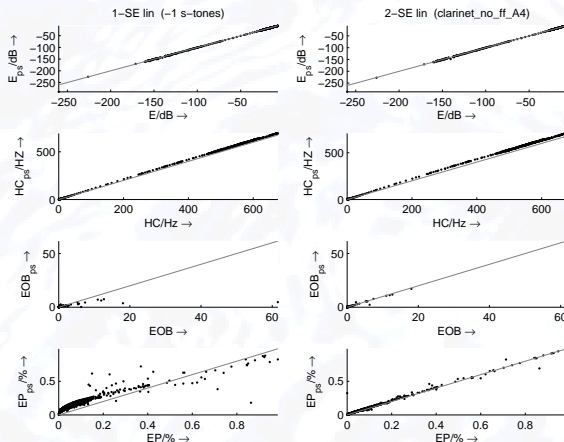 1-SE lin (-1 s-tones)
2-SE lin (clarinet_no_ff_A4)
E_ps/dB →
-50
-100
-150
-200
-250
-250 -200 -150 -100 -50
E/dB →
E_ps/dB →
-50
-100
-150
-200
-250
-250 -200 -150 -100 -50
E/dB →
HC_ps/HZ →
500
0
0 200 400 600
HC/Hz →
HC_ps/HZ →
500
0
0 200 400 600
HC/Hz →
EOB_ps →
50
0
0 20 40 60
EOB →
EOB_ps →
50
0
0 20 40 60
EOB →
EP_ps/% →
0.5
0
0 0.2 0.4 0.6 0.8
EP/% →
EP_ps/% →
0.5
0
0 0.2 0.4 0.6 0.8
EP/% →